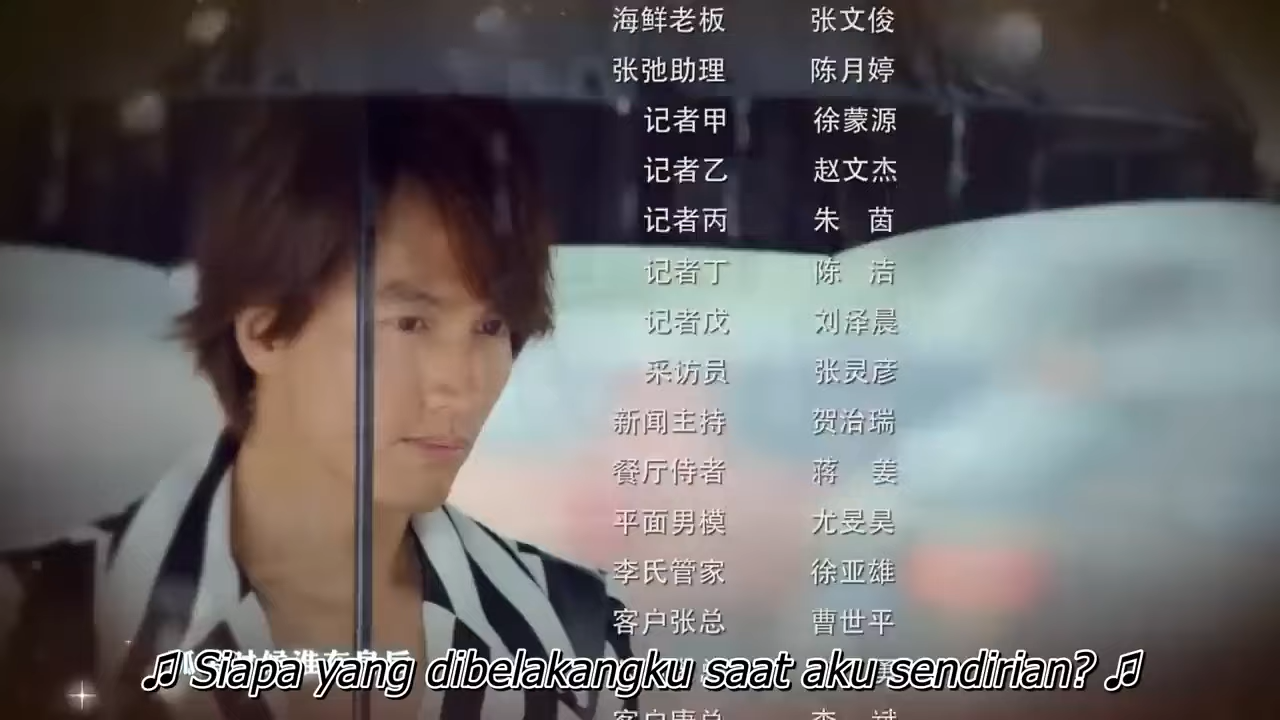 海鲜老板 张文俊
张弛助理 陈月婷
记者甲 徐蒙源
记者乙 赵文杰
记者丙 朱 茵
记者丁 陈 洁
记者戊 刘泽晨
采访员 张灵彦
新闻主持 贺治瑞
餐厅侍者 蒋 姜
平面男模 尤旻昊
李氏管家 徐亚雄
客户张总 曹世平
♫ Siapa yang dibelakangku saat aku sendirian? ♫